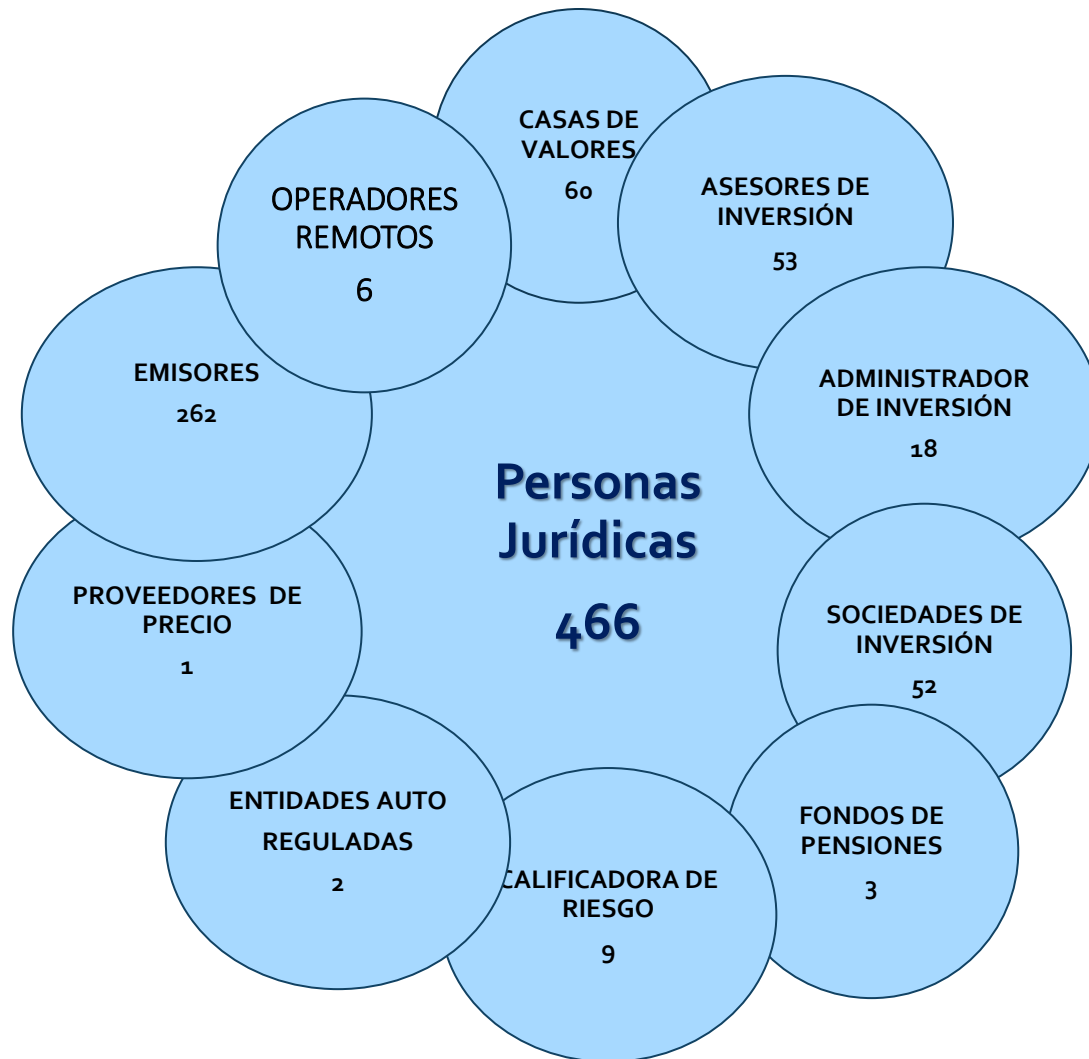 CASAS DE
VALORES
60
ASESORES DE
INVERSIÓN
53
ADMINISTRADOR
DE INVERSIÓN
18
SOCIEDADES DE
INVERSIÓN
52
FONDOS DE
PENSIONES
3
CALIFICADORA DE
RIESGO
9
ENTIDADES AUTO
REGULADAS
2
PROVEEDORES DE
PRECIO
1
EMISORES
262
OPERADORES
REMOTOS
6
Personas
Jurídicas
466